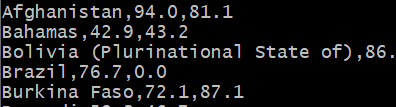 Afghanistan,94.0,81.1
Bahamas,42.9,43.2
Bolivia (Plurinational State of),86.
Brazil,76.7,0.0
Burkina Faso,72.1,87.1